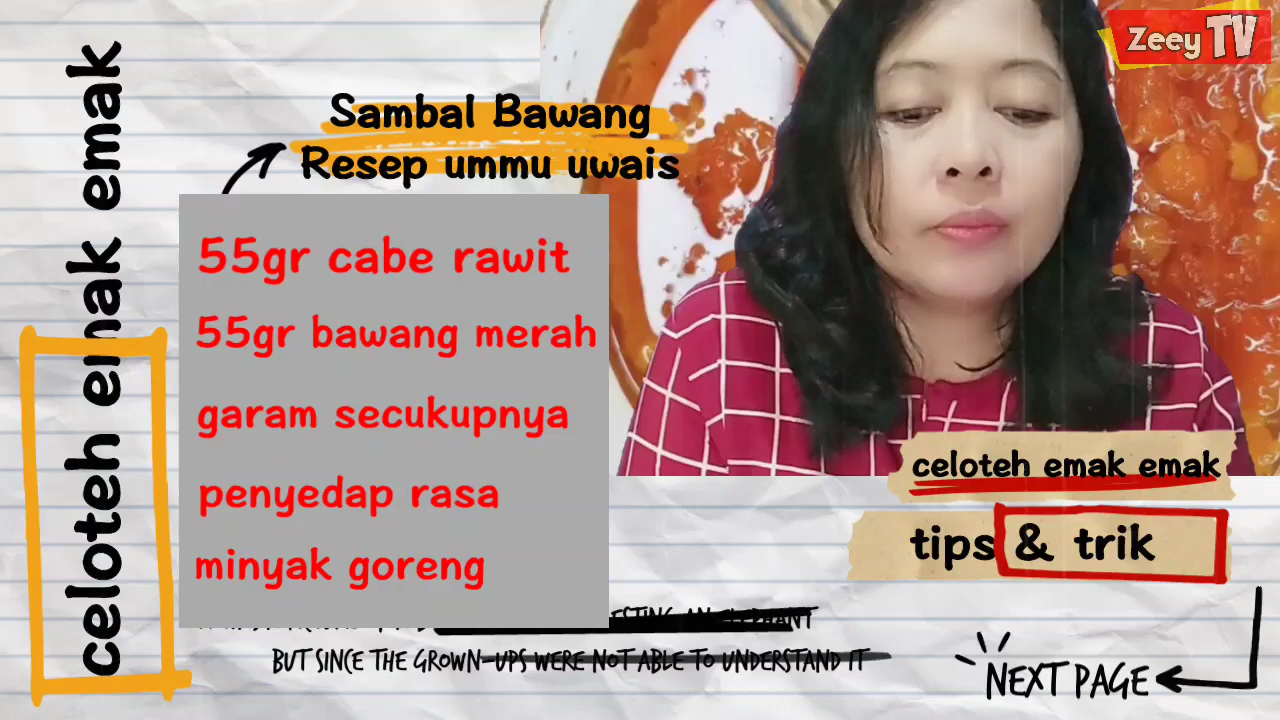 Zeey TV
celoteh emak emak
Sambal Bawang
Resep ummu uwais
55gr cabe rawit
55gr bawang merah
garam secukupnya
penyedap rasa
minyak goreng
celoteh emak emak
tips & trik
ELEPHANT
BUT SINCE THE GROWN-UPS WERE NOT ABLE TO UNDERSTAND IT
NEXT PAGE